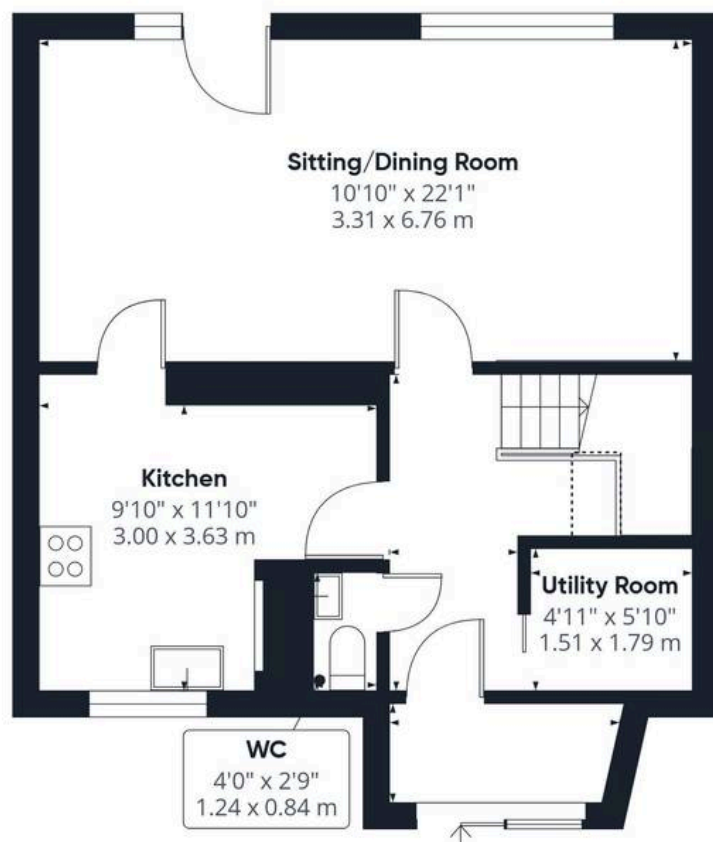 Sitting/Dining Room
10'10" x 22'1"
3.31 x 6.76 m
Kitchen
9'10" x 11'10"
3.00 x 3.63 m
Utility Room
4'11" x 5'10"
1.51 x 1.79 m
WC
4'0" x 2'9"
1.24 x 0.84 m